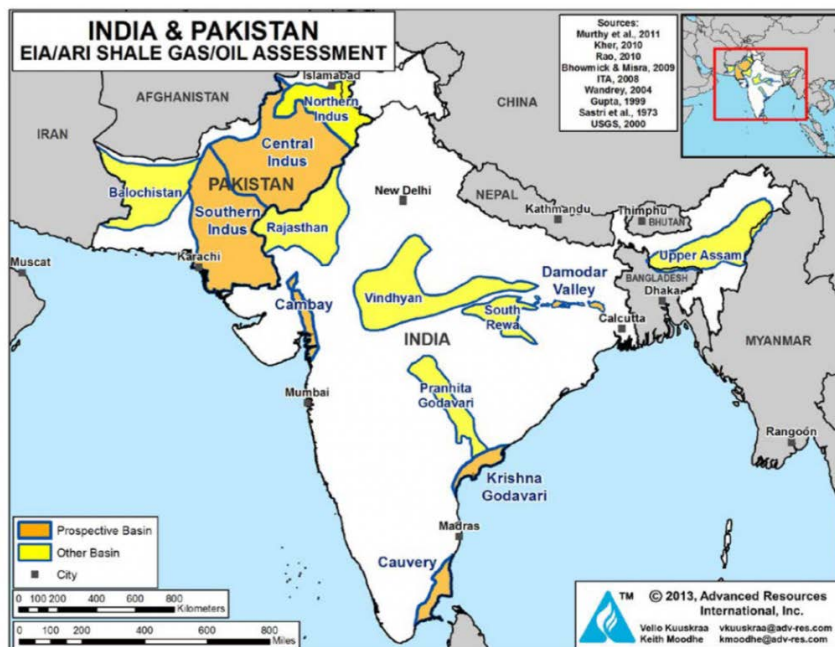 INDIA & PAKISTAN
EIA/ARI SHALE GAS/OIL ASSESSMENT
Sources:
Murthy et al., 2011
Kher, 2010
Rao, 2010
Bhowmick & Misra, 2009
ITA, 2008
Wandrey, 2004
Gupta, 1999
Sastri et al., 1973
USGS, 2000
Islamabad
AFGHANISTAN
Northern
Indus
CHINA
IRAN
Central
Indus
Balochistan
PAKISTAN
New Delhi
NEPAL
Southern
Indus
Rajasthan
Kathmandu
Thimphu
BHUTAN
Upper Assam
Karachi
Muscat
BANGLADESH
Dhaka
Damodar
Valley
Cambay
Vindhyan
South
Rewa
Calcutta
INDIA
MYANMAR
Mumbai
Pranhita
Godavari
Rangoón
Krishna
Godavari
Madras
Cauvery
Prospective Basin
Other Basin
City
0 100 200 400 600 800
Kilometers
0 100 200 400 600 800
Miles
TM
© 2013, Advanced Resources
International, Inc.
Vello Kuuskraa vkuuskraa@adv-res.com
Keith Moodhe kmoodhe@adv-res.com